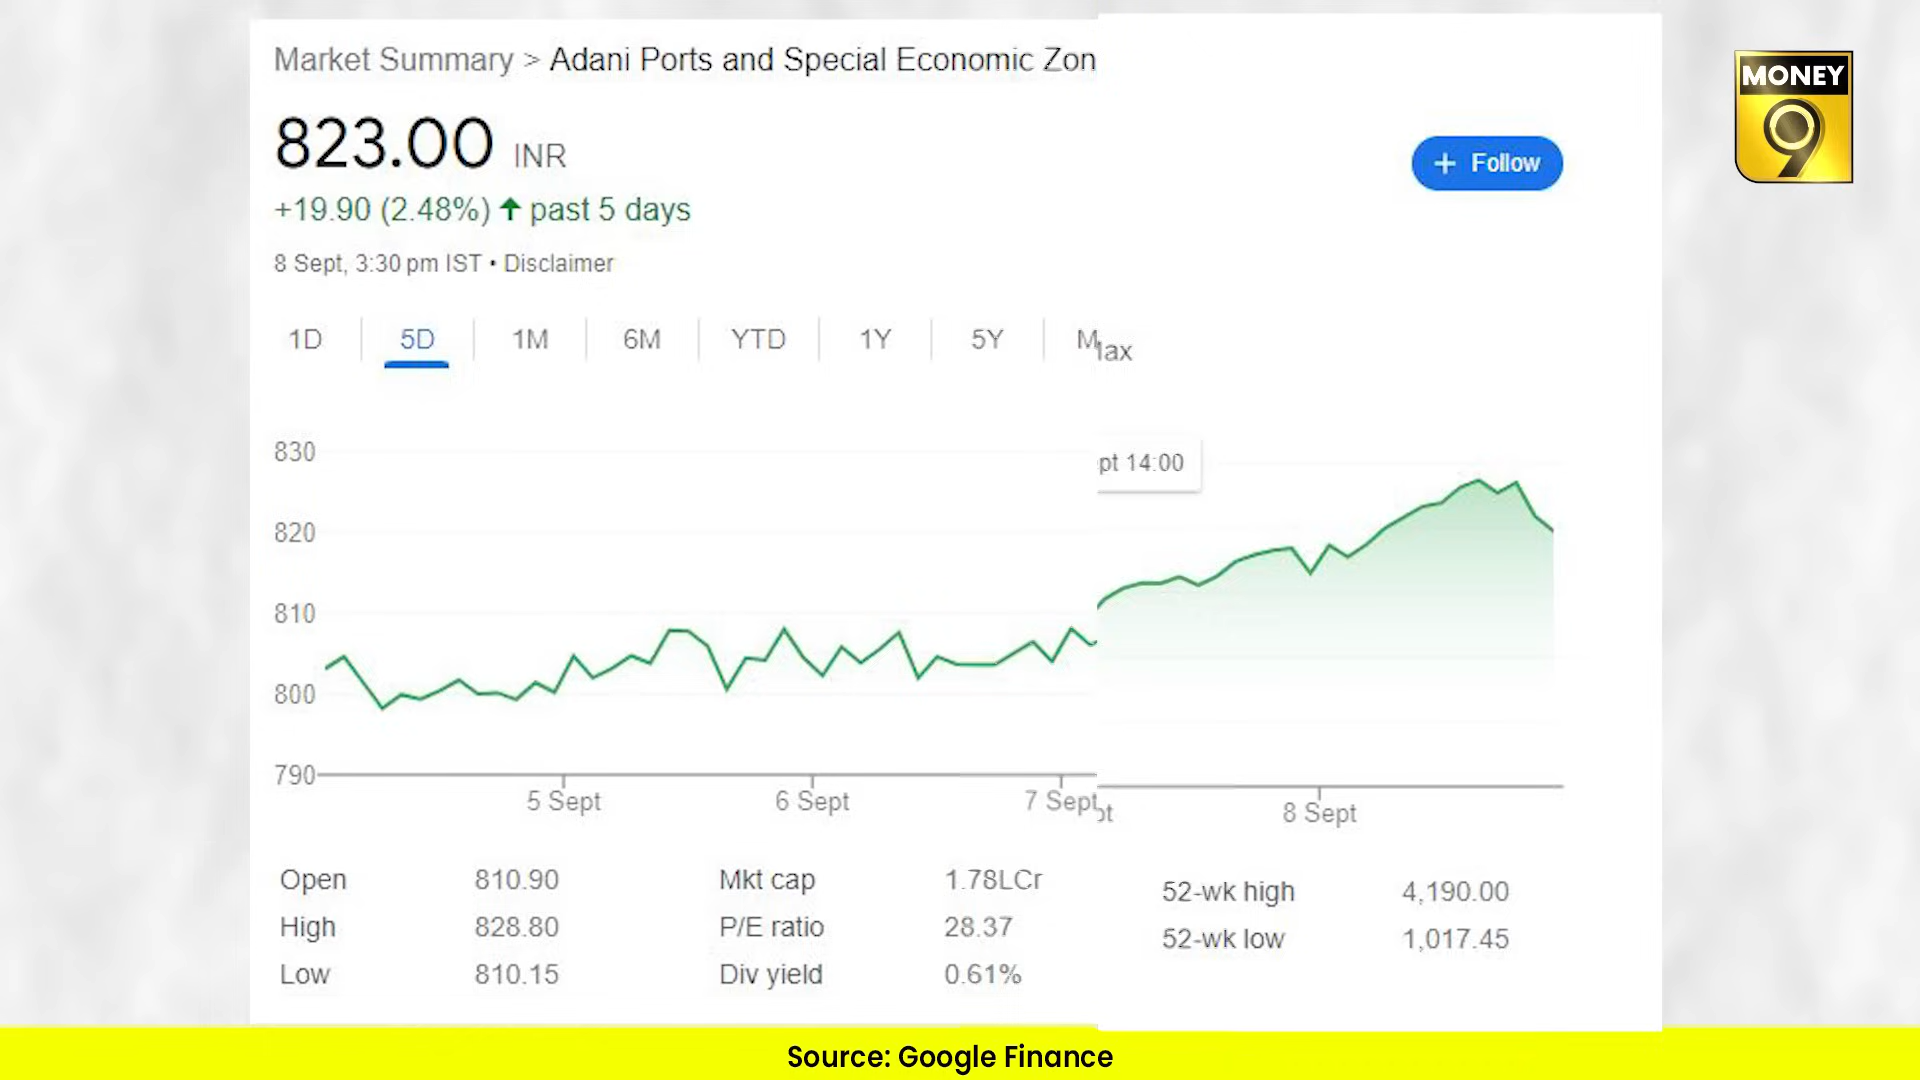 Market Summary > Adani Ports and Special Economic Zon
MONEY
9
823.00 INR
+ Follow
+19.90 (2.48%) ↑ past 5 days
8 Sept, 3:30 pm IST • Disclaimer
1D 5D 1M 6M YTD 1Y 5Y Max
830
pt 14:00
820
810
800
790
5 Sept 6 Sept 7 Sept 8 Sept
Open 810.90 Mkt cap 1.78LCr 52-wk high 4,190.00
High 828.80 P/E ratio 28.37 52-wk low 1,017.45
Low 810.15 Div yield 0.61%
Source: Google Finance